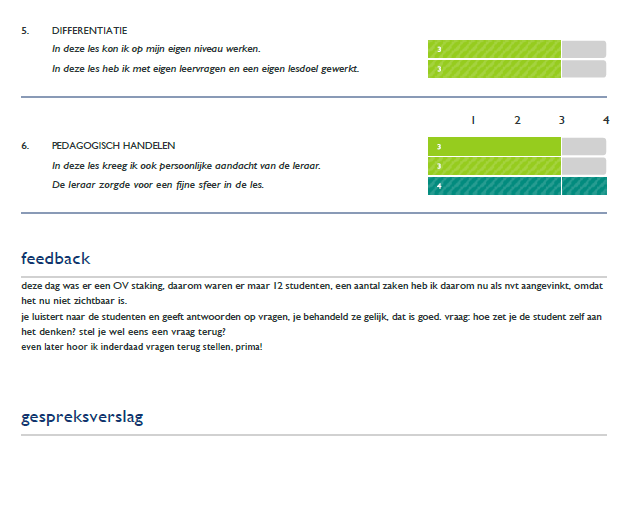 5. DIFFERENTIATIE
In deze les kon ik op mijn eigen niveau werken. 3
In deze les heb ik met eigen leervragen en een eigen lesdoel gewerkt. 3
1 2 3 4
6. PEDAGOGISCH HANDELEN 3
In deze les kreeg ik ook persoonlijke aandacht van de leraar. 3
De leraar zorgde voor een fijne sfeer in de les. 4
feedback
deze dag was er een OV staking, daarom waren er maar 12 studenten, een aantal zaken heb ik daarom nu als nvt aangevinkt, omdat
het nu niet zichtbaar is.
je luistert naar de studenten en geeft antwoorden op vragen, je behandeld ze gelijk, dat is goed. vraag: hoe zet je de student zelf aan
het denken? stel je wel eens een vraag terug?
even later hoor ik inderdaad vragen terug stellen, prima!
gespreksverslag